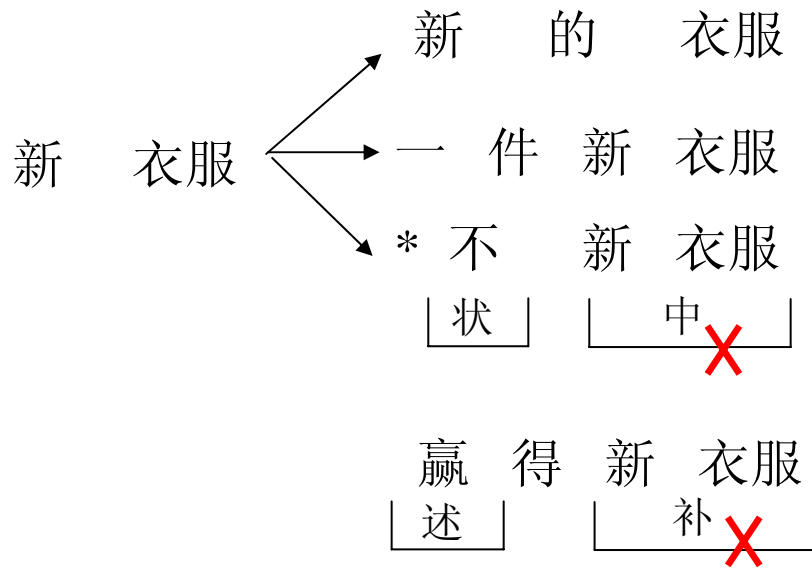 新 的 衣服
新 衣服
一 件 新 衣服
* 不 新 衣服
状 中
赢 得 新 衣服
述 补